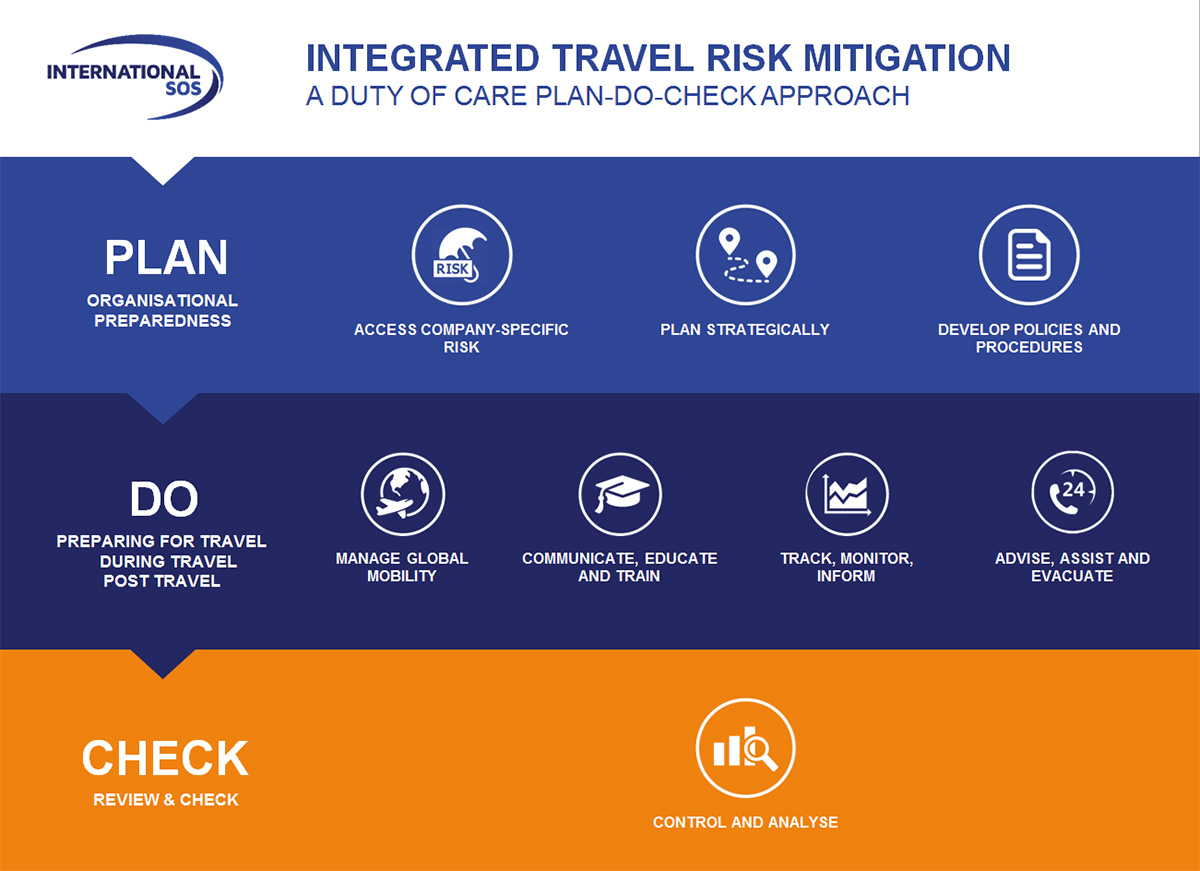 INTERNATIONAL
SOS
INTEGRATED TRAVEL RISK MITIGATION
A DUTY OF CARE PLAN-DO-CHECK APPROACH
PLAN
ORGANISATIONAL
PREPAREDNESS
RISK
ACCESS COMPANY-SPECIFIC
RISK
PLAN STRATEGICALLY
DEVELOP POLICIES AND
PROCEDURES
DO
PREPARING FOR TRAVEL
DURING TRAVEL
POST TRAVEL
MANAGE GLOBAL
MOBILITY
COMMUNICATE, EDUCATE
AND TRAIN
TRACK, MONITOR,
INFORM
24
ADVISE, ASSIST AND
EVACUATE
CHECK
REVIEW & CHECK
CONTROL AND ANALYSE